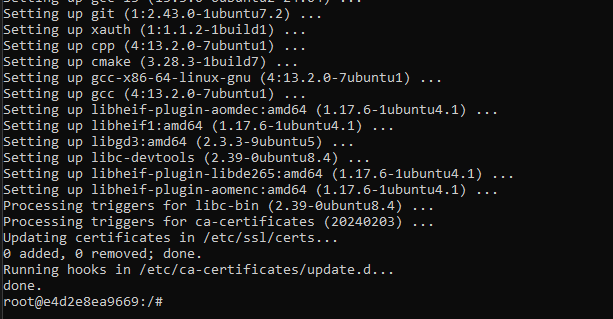 Setting up git (1:2.43.0-1ubuntu7.2) ...
Setting up xauth (1:1.1.2-1build1) ...
Setting up cpp (4:13.2.0-7ubuntu1) ...
Setting up cmake (3.28.3-1build7) ...
Setting up gcc-x86-64-linux-gnu (4:13.2.0-7ubuntu1) ...
Setting up gcc (4:13.2.0-7ubuntu1) ...
Setting up libheif-plugin-aomdec:amd64 (1.17.6-1ubuntu4.1) ...
Setting up libheif1:amd64 (1.17.6-1ubuntu4.1) ...
Setting up libgd3:amd64 (2.3.3-9ubuntu5) ...
Setting up libc-devtools (2.39-0ubuntu8.4) ...
Setting up libheif-plugin-libde265:amd64 (1.17.6-1ubuntu4.1) ...
Setting up libheif-plugin-aomenc:amd64 (1.17.6-1ubuntu4.1) ...
Processing triggers for libc-bin (2.39-0ubuntu8.4) ...
Processing triggers for ca-certificates (20240203) ...
Updating certificates in /etc/ssl/certs...
0 added, 0 removed; done.
Running hooks in /etc/ca-certificates/update.d...
done.
root@e4d2e8ea9669:/#